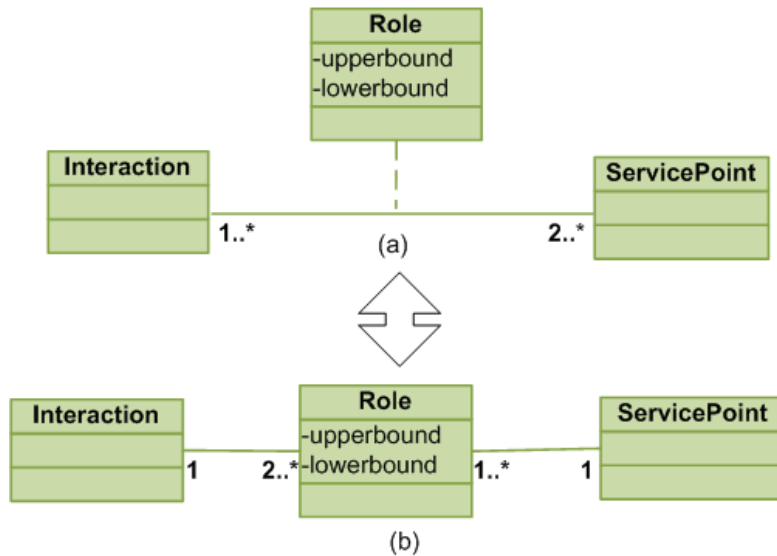 Role
-upperbound
-lowerbound
Interaction
ServicePoint
1..*
2..*
(a)
Interaction
Role
ServicePoint
-upperbound
-lowerbound
1
2..*
1..*
1
(b)